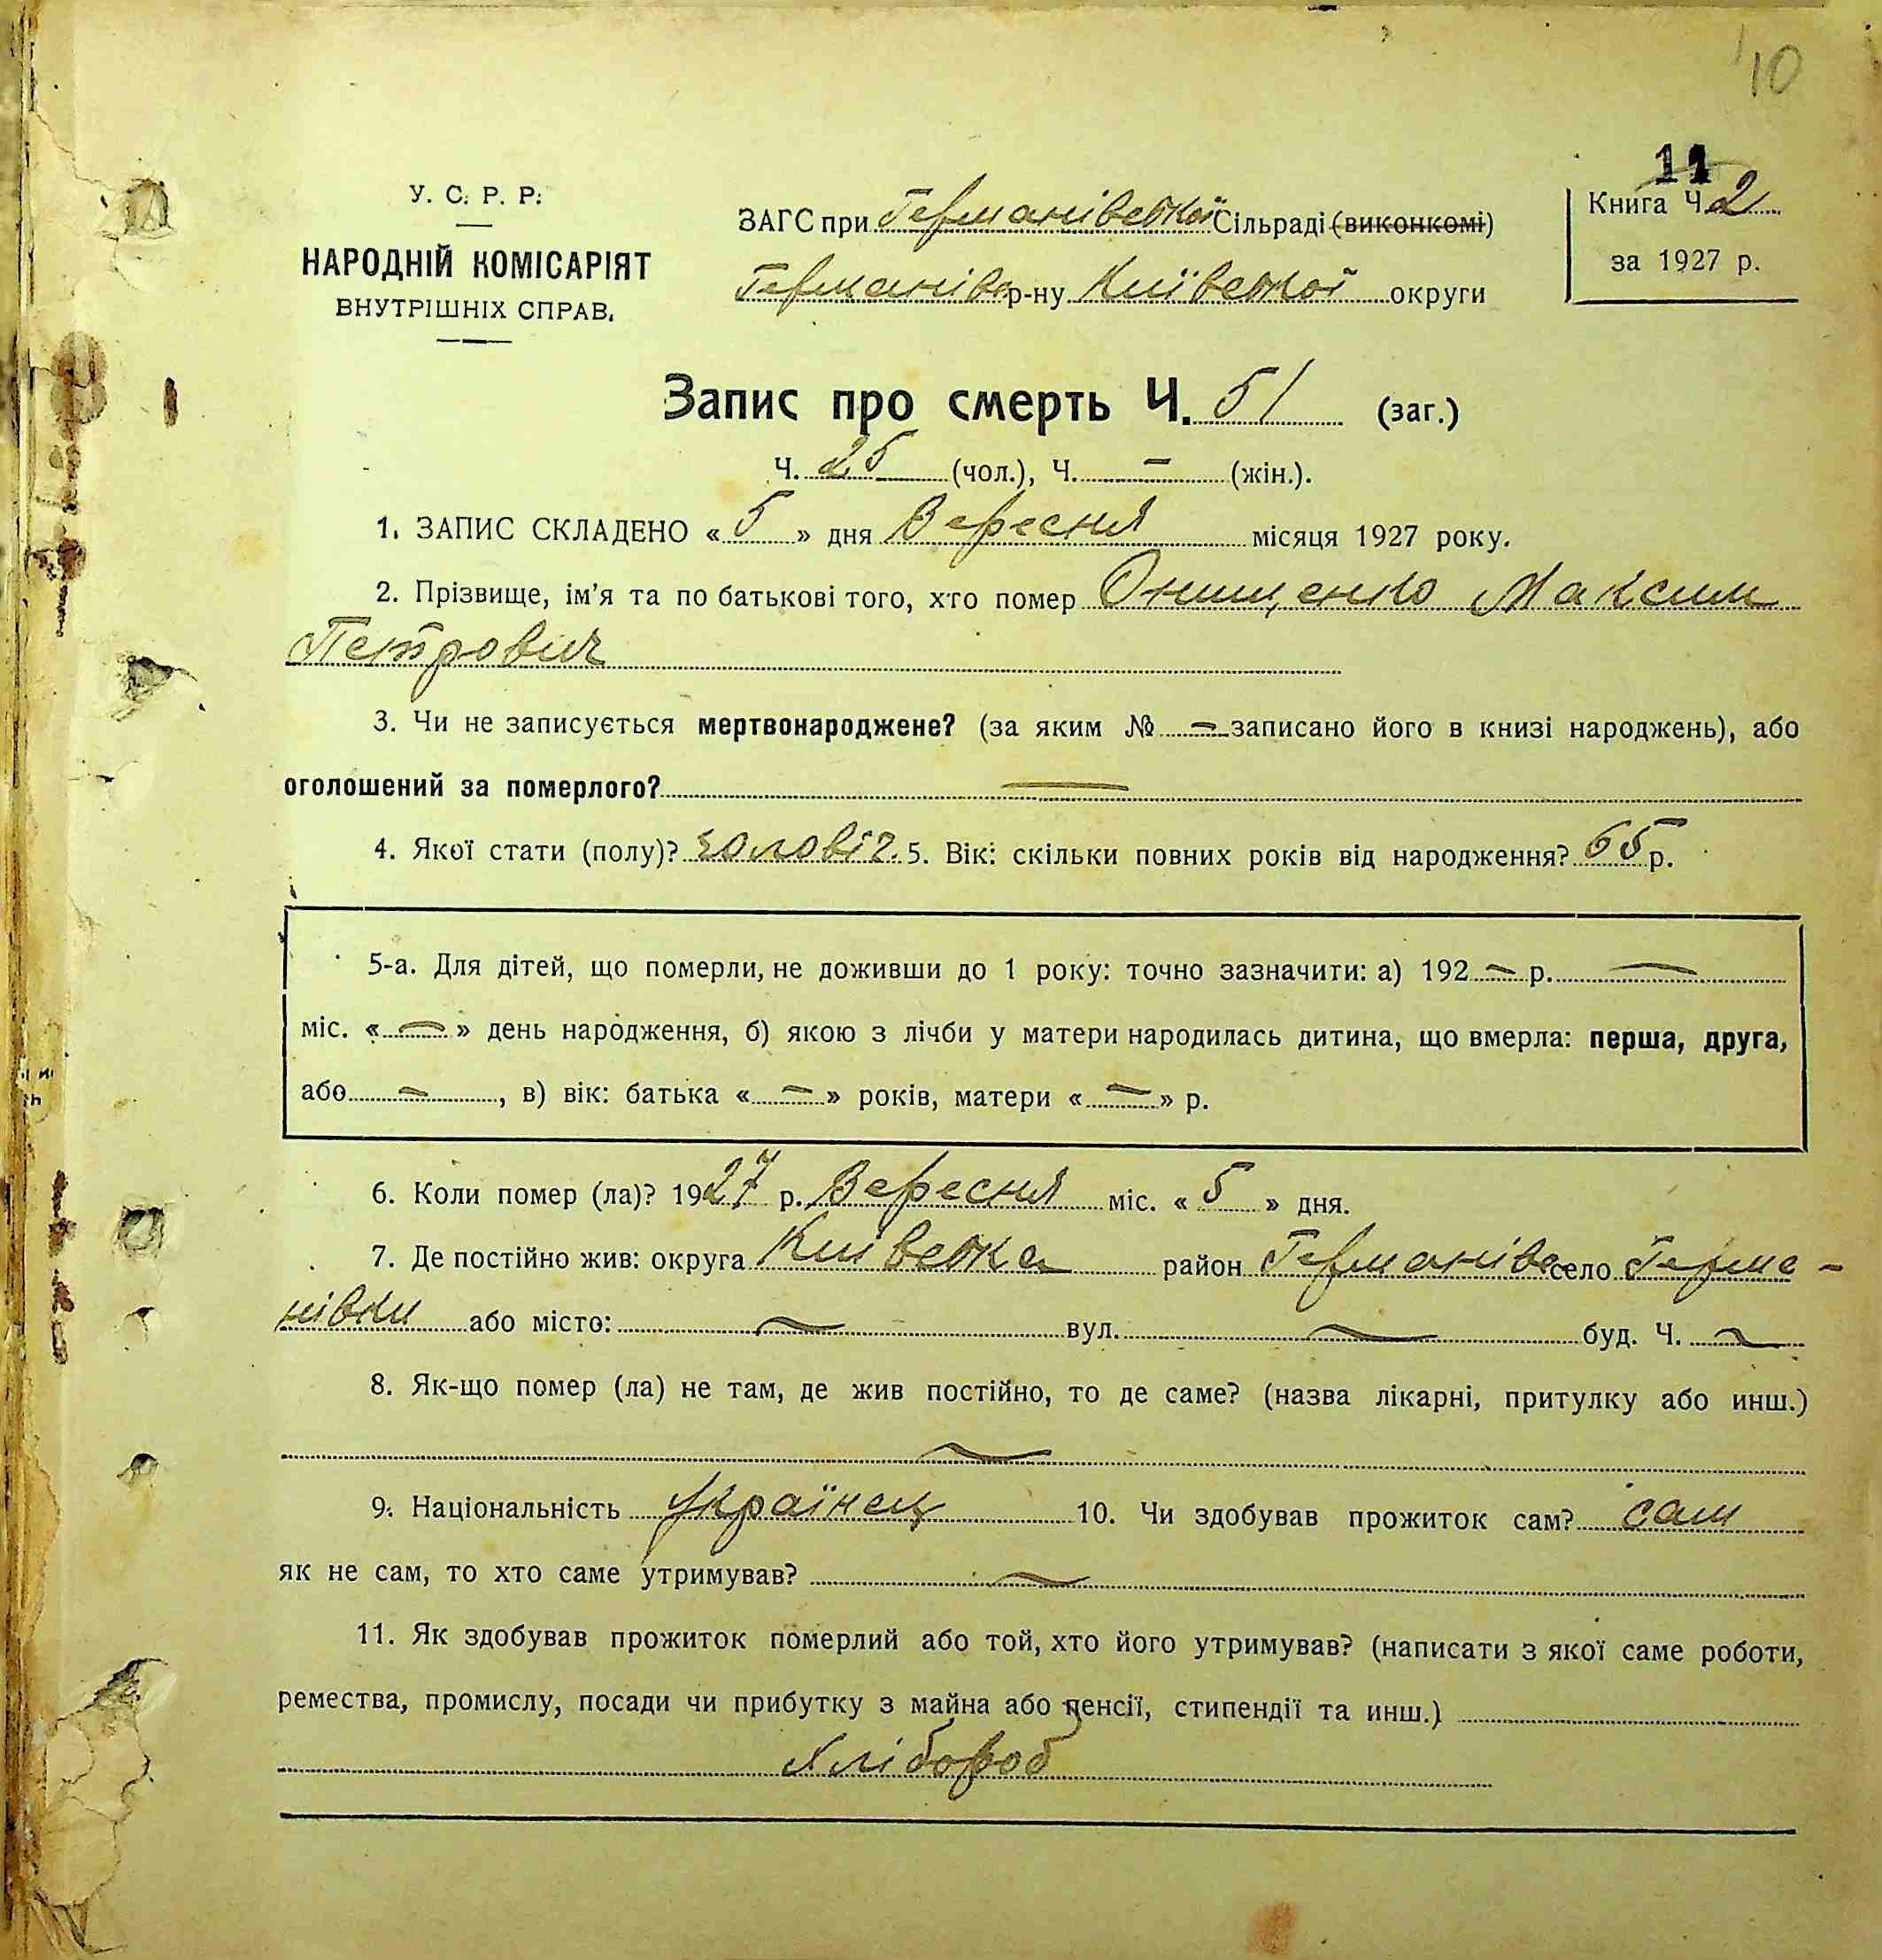 10
11
У. С. Р. Р.
НАРОДНІЙ КОМІСАРІЯТ
ВНУТРІШНІХ СПРАВ.
ЗАГС при Германівської Сільраді (виконкомі)
Германівс р-ну Київської округи
Книга Ч. 2
за 1927 р.
Запис про смерть Ч. 51 (заг.)
Ч. 25 (чол.), Ч. — (жін.).
1. ЗАПИС СКЛАДЕНО « 5 » дня Вересня місяця 1927 року.
2. Прізвище, ім'я та по батькові того, хто помер Онищенко Максим
Петрович
3. Чи не записується мертвонароджене? (за яким № — записано його в книзі народжень), або
оголошений за померлого? —
4. Якої стати (полу)? чоловіч. 5. Вік: скільки повних років від народження? 65 р.
5-а. Для дітей, що померли, не доживши до 1 року: точно зазначити: а) 192 — р. —
міс. « — » день народження, б) якою з лічби у матери народилась дитина, що вмерла: перша, друга,
або — , в) вік: батька « — » років, матери « — » р.
6. Коли помер (ла)? 1927 р. Вересня міс. « 5 » дня.
7. Де постійно жив: округа Київська район Германівс село Герма-
нівки або місто: — вул. — буд. Ч. —
8. Як-що помер (ла) не там, де жив постійно, то де саме? (назва лікарні, притулку або инш.)
—
9. Національність Українець 10. Чи здобував прожиток сам? сам
як не сам, то хто саме утримував? —
11. Як здобував прожиток померлий або той, хто його утримував? (написати з якої саме роботи,
ремества, промислу, посади чи прибутку з майна або пенсії, стипендії та инш.)
Хлібороб